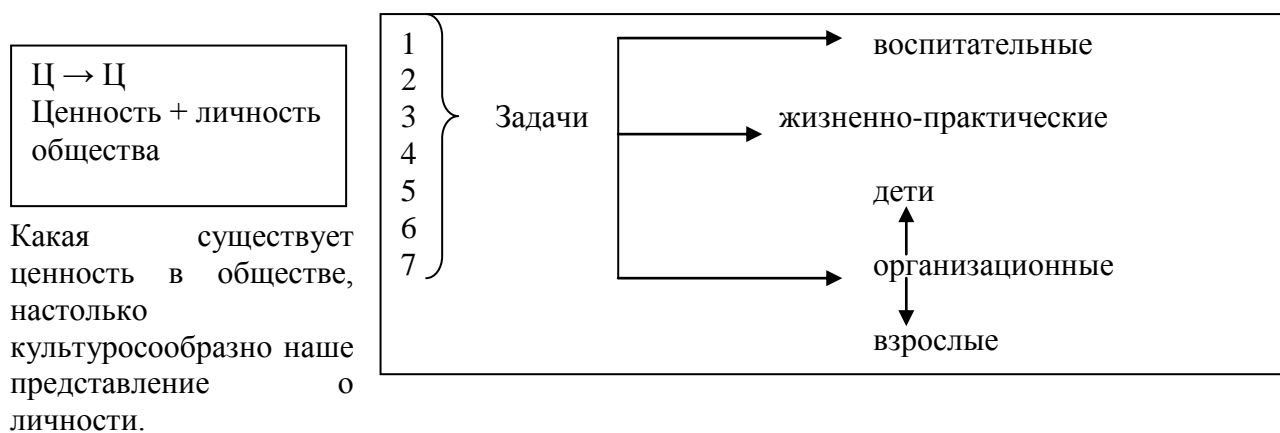 Ц → Ц
Ценность + личность
общества
Какая существует
ценность в обществе,
настолько
культуросообразно наше
представление о
личности.
1
2
3
4
5
6
7
Задачи
воспитательные
жизненно-практические
дети
организационные
взрослые